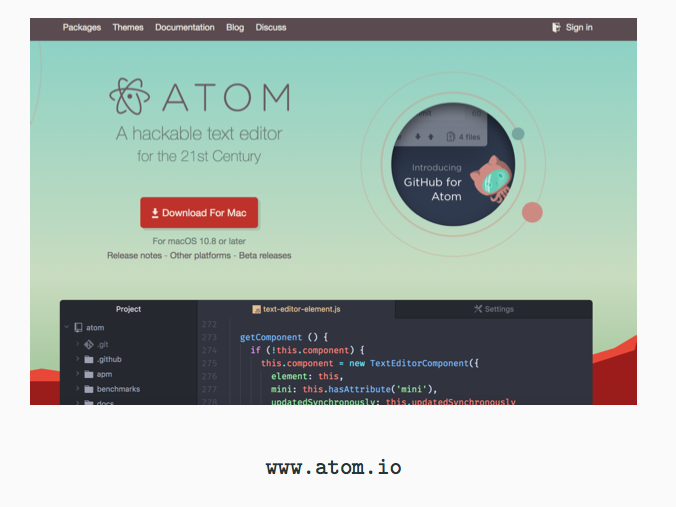 Packages Themes Documentation Blog Discuss Sign in
ATOM
A hackable text editor
for the 21st Century
4 files
Introducing
GitHub for
Atom
Download For Mac
For macOS 10.8 or later
Release notes - Other platforms - Beta releases
Project text-editor-element.js Settings
atom
.git
.github
apm
benchmarks
docs
272
273 getComponent () {
274 if (!this.component) {
275 this.component = new TextEditorComponent({
276 element: this,
277 mini: this.hasAttribute('mini'),
278 updatedSynchronously: this.updatedSynchronously
www.atom.io